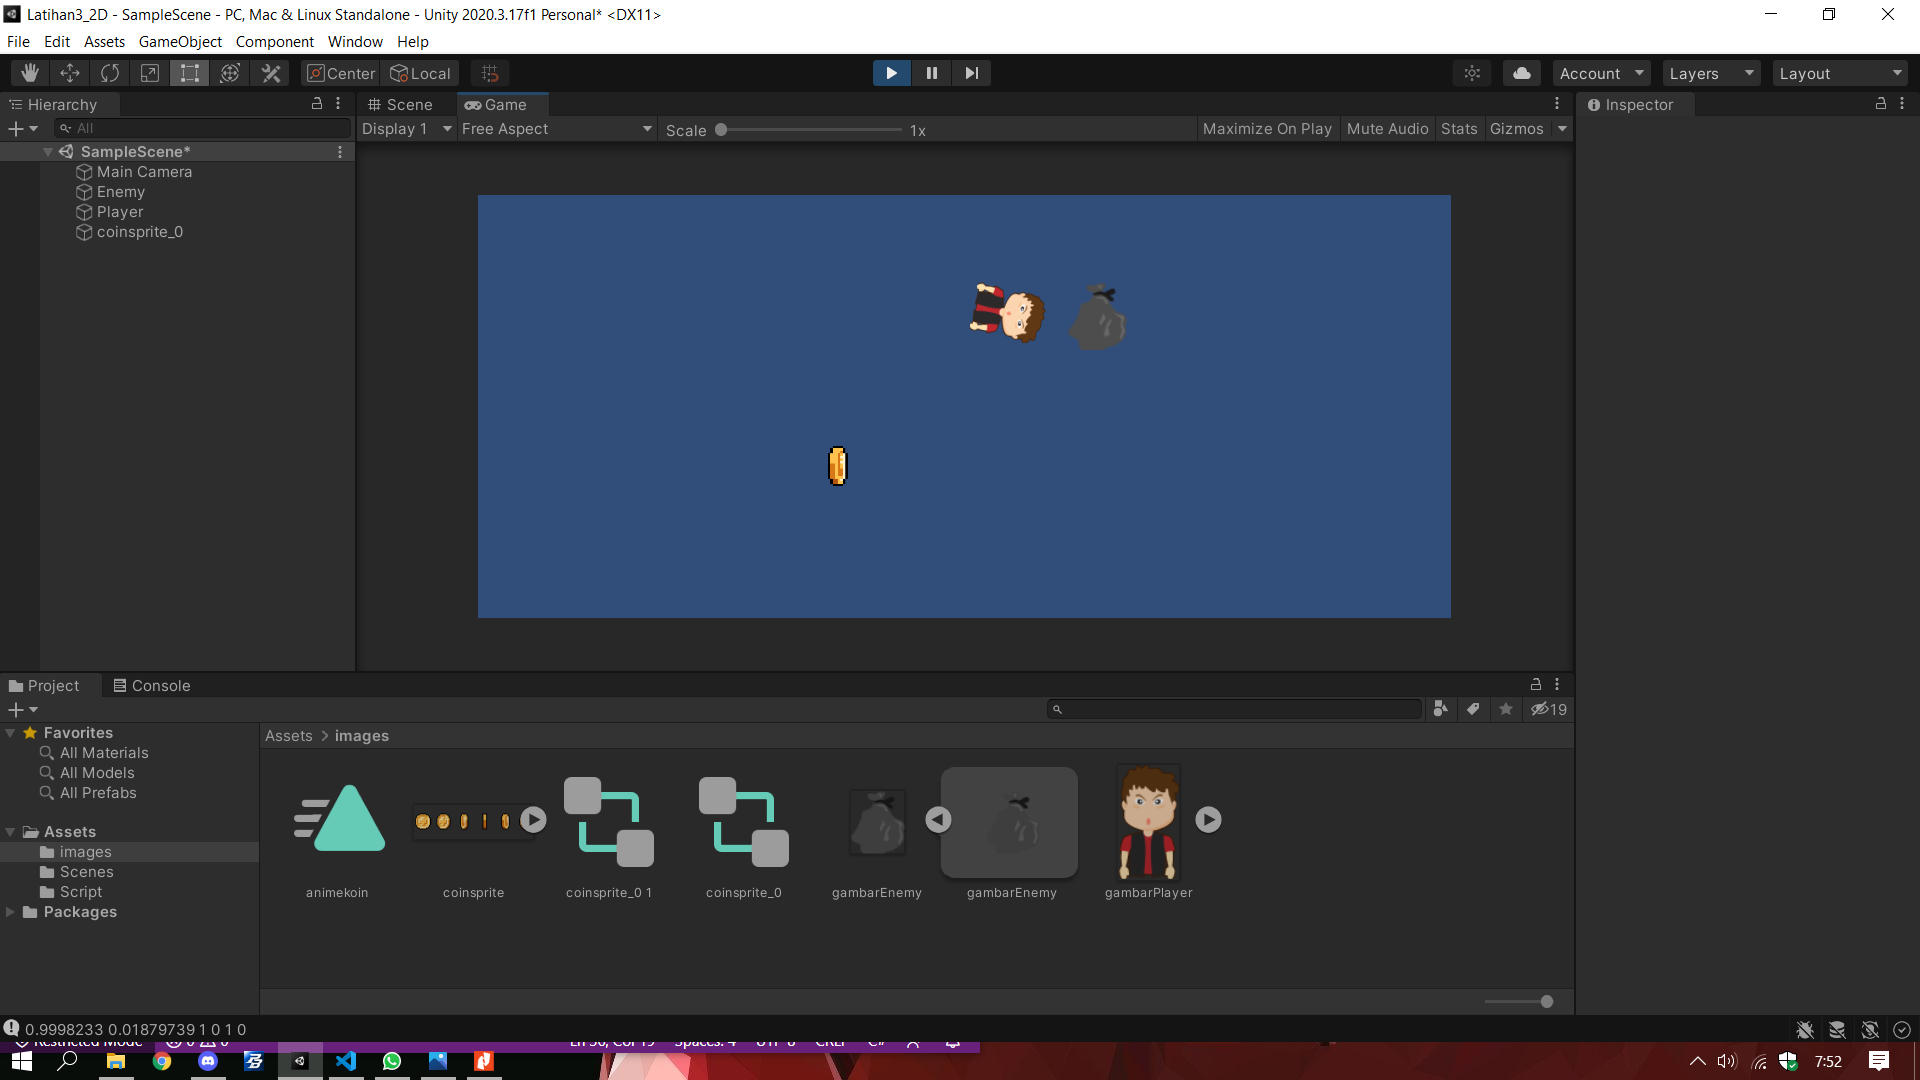 Latihan3_2D - SampleScene - PC, Mac & Linux Standalone - Unity 2020.3.17f1 Personal* <DX11>
File Edit Assets GameObject Component Window Help
Center Local Account Layers Layout
Hierarchy
All
SampleScene*
Main Camera
Enemy
Player
coinsprite_0
Scene Game
Display 1 Free Aspect Scale 1x Maximize On Play Mute Audio Stats Gizmos
Inspector
Project Console
19
Favorites
All Materials
All Models
All Prefabs
Assets
images
Scenes
Script
Packages
Assets > images
animekoin coinsprite coinsprite_0 1 coinsprite_0 gambarEnemy gambarEnemy gambarPlayer
0.9998233 0.01879739 1 0 1 0
Restricted Mode
7:52